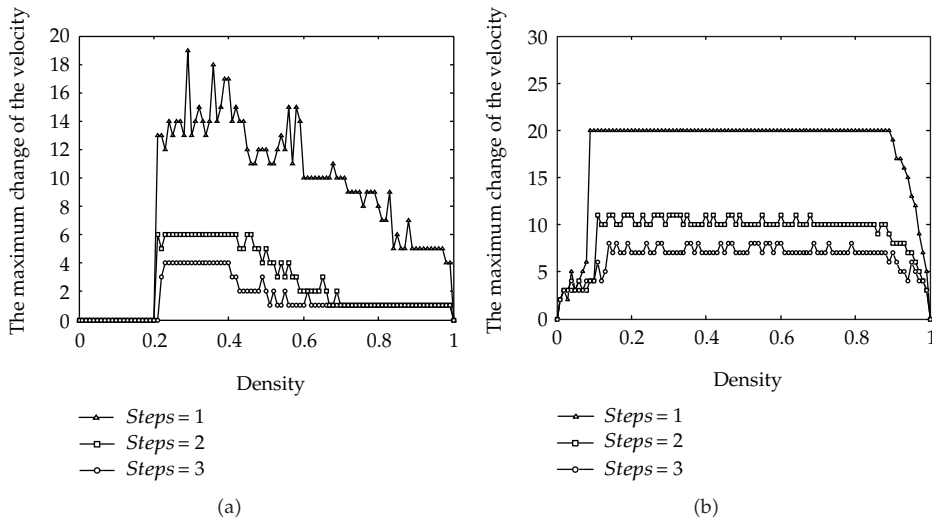 The maximum change of the velocity
20
18
16
14
12
10
8
6
4
2
0
0
0.2
0.4
0.6
0.8
1
Density
Steps = 1
Steps = 2
Steps = 3
(a)
The maximum change of the velocity
30
25
20
15
10
5
0
0
0.2
0.4
0.6
0.8
1
Density
Steps = 1
Steps = 2
Steps = 3
(b)